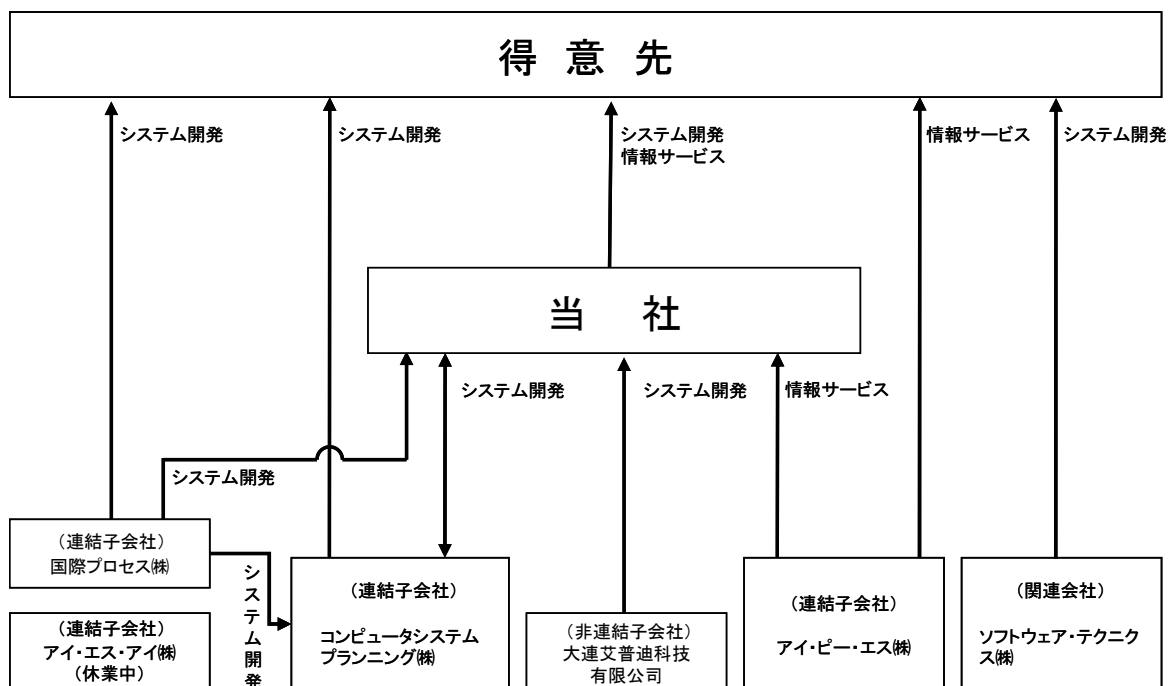 得意先
システム開発
システム開発
システム開発
情報サービス
情報サービス
システム開発
当社
システム開発
システム開発
情報サービス
システム開発
(連結子会社)
国際プロセス㈱
システム開発
(連結子会社)
アイ・エス・アイ㈱
(休業中)
(連結子会社)
コンピュータシステム
プランニング㈱
(非連結子会社)
大連艾普迪科技
有限公司
(連結子会社)
アイ・ピー・エス㈱
(関連会社)
ソフトウェア・テクニク
ス㈱